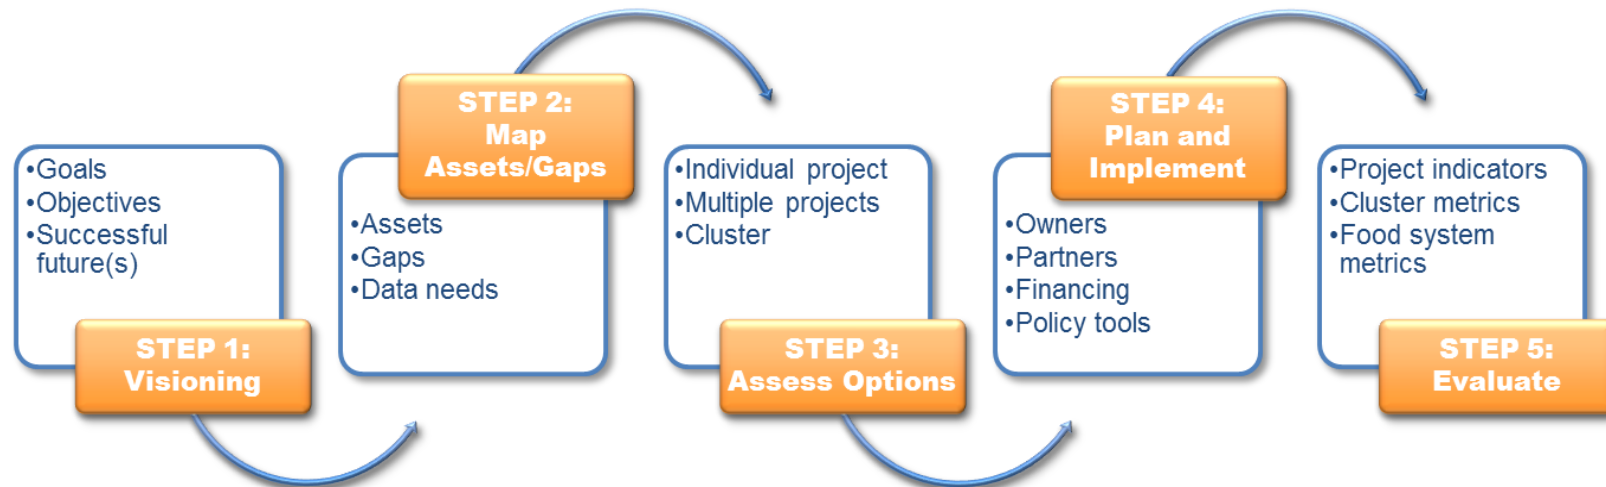 •Goals
•Objectives
•Successful
future(s)
STEP 1:
Visioning
STEP 2:
Map
Assets/Gaps
•Assets
•Gaps
•Data needs
•Individual project
•Multiple projects
•Cluster
STEP 3:
Assess Options
STEP 4:
Plan and
Implement
•Owners
•Partners
•Financing
•Policy tools
•Project indicators
•Cluster metrics
•Food system
metrics
STEP 5:
Evaluate